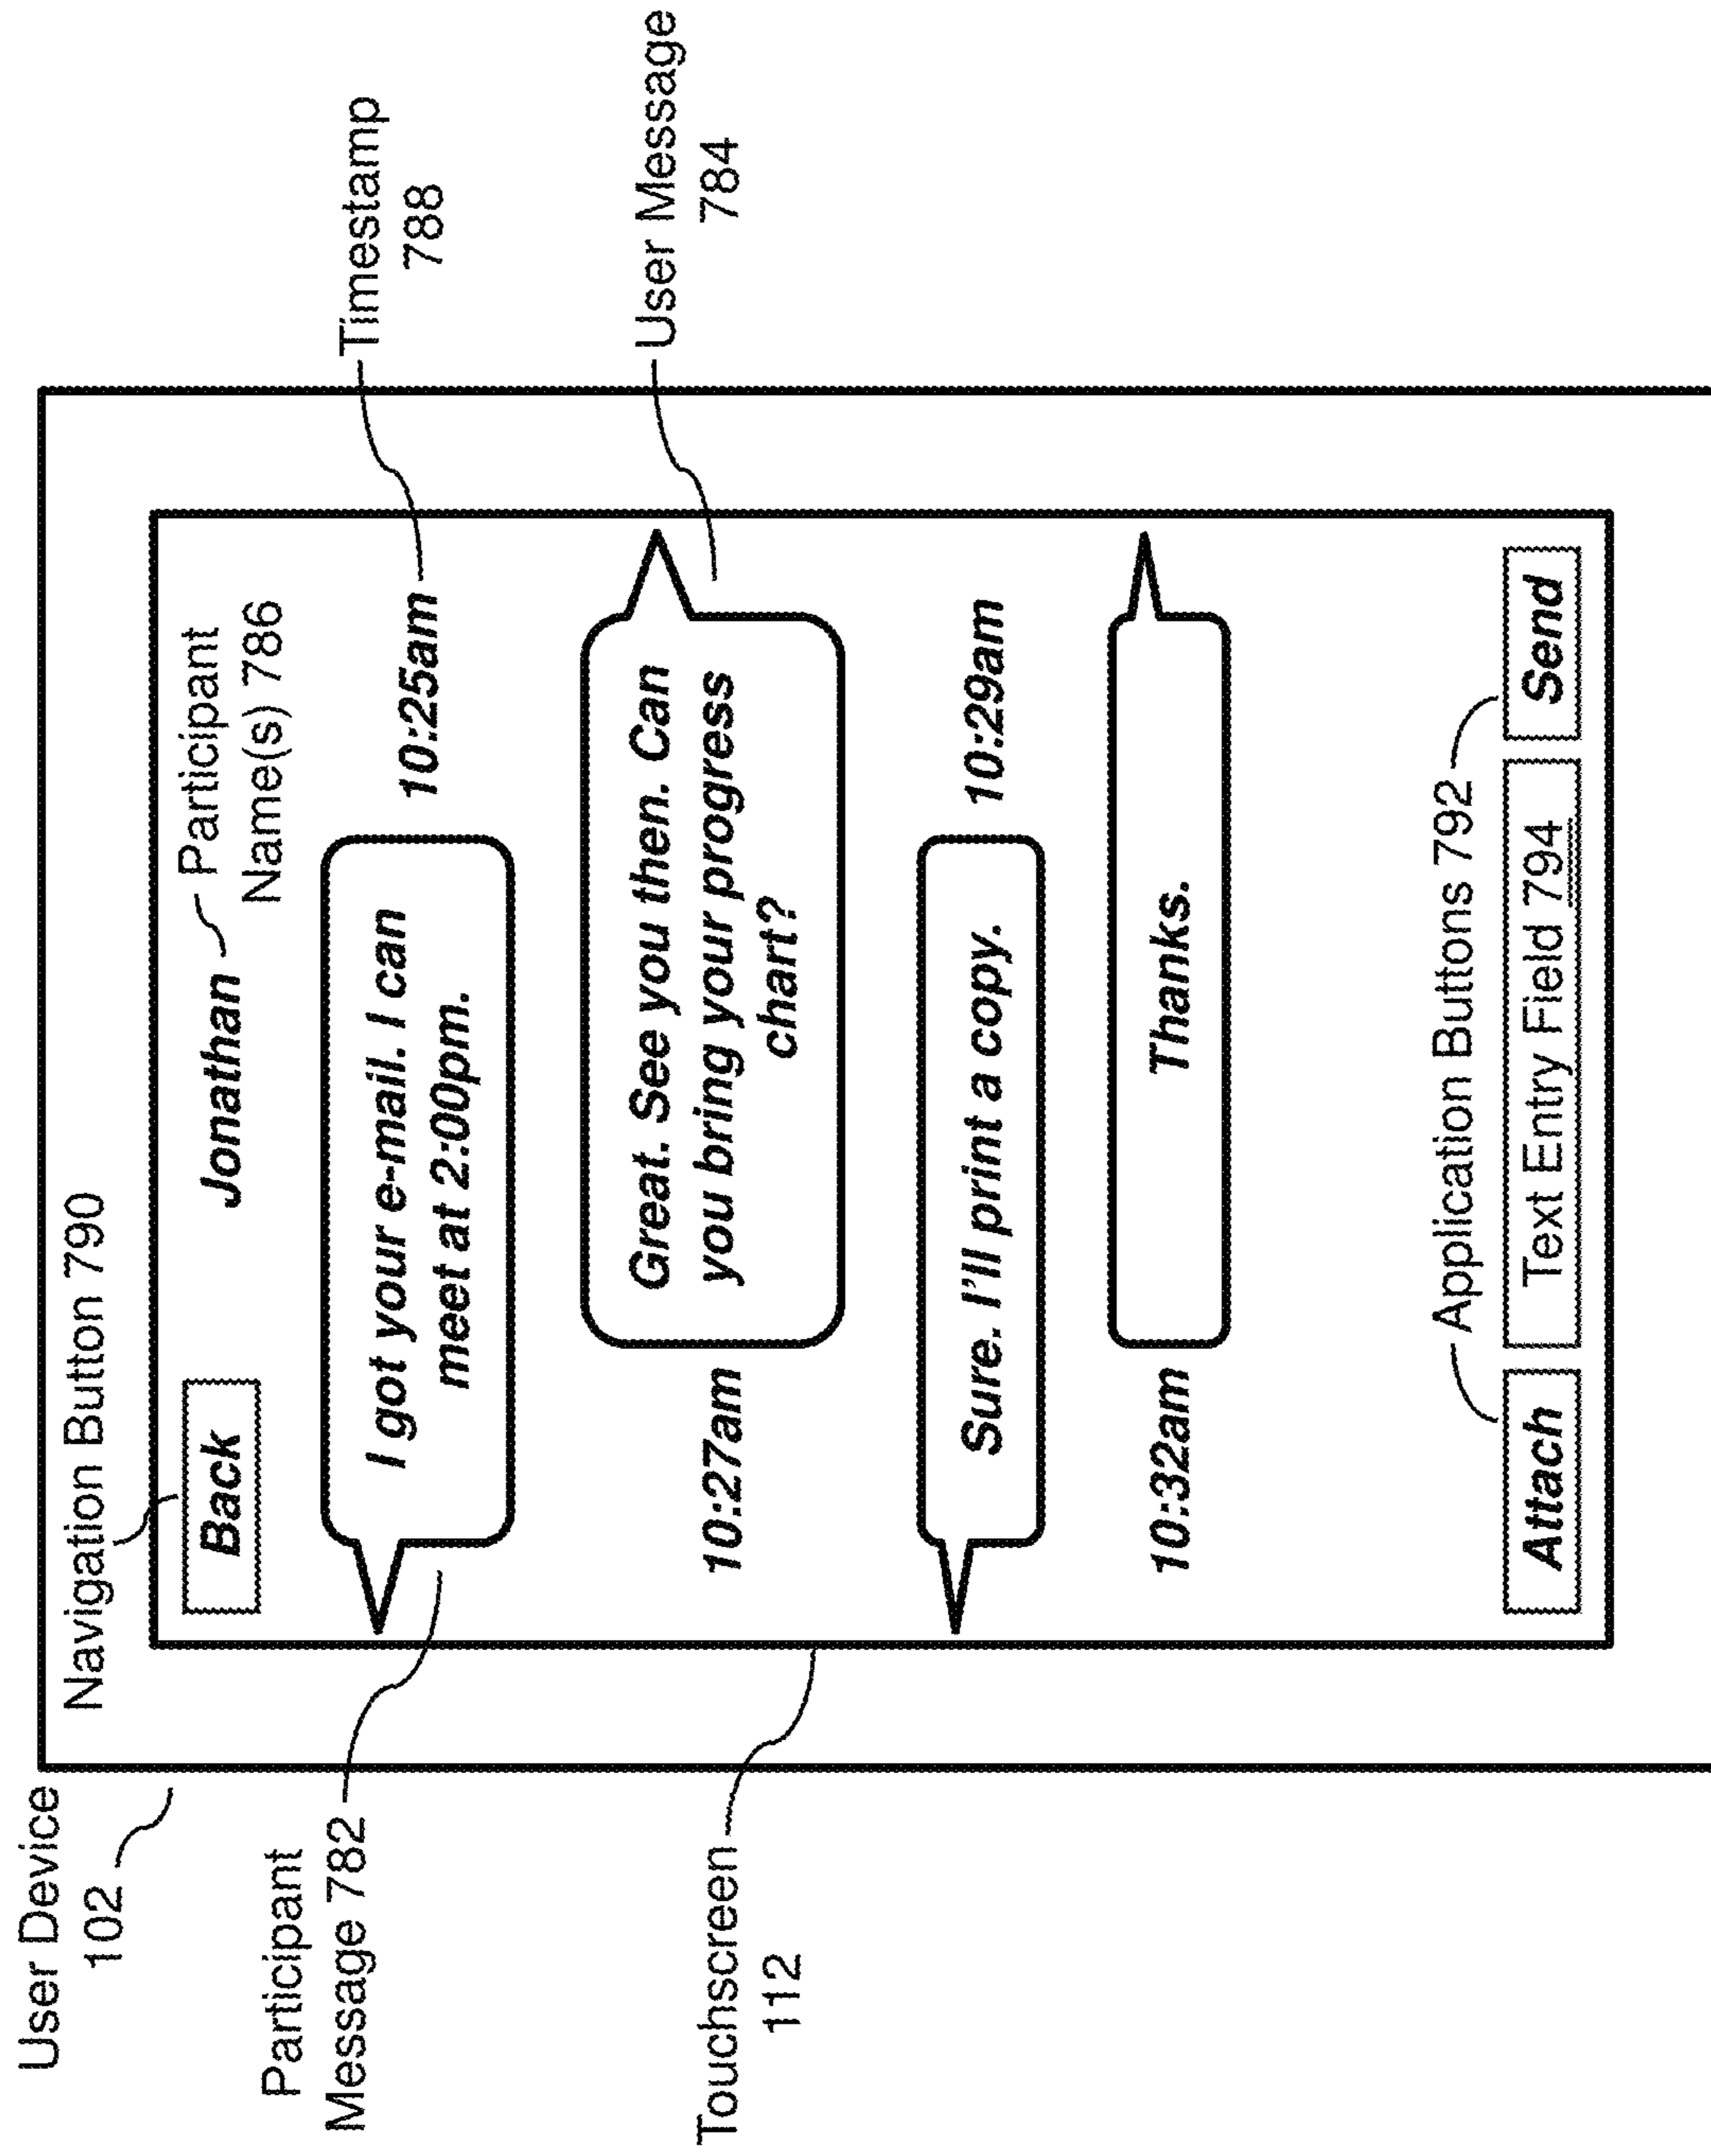 User Device
102
Navigation Button 790
Back
Jonathan
Participant
Name(s) 786
Participant
Message 782
I got your e-mail. I can
meet at 2:00pm.
10:25am
Timestamp
788
10:27am
Great. See you then. Can
you bring your progress
chart?
User Message
784
Touchscreen
112
Sure. I'll print a copy.
10:29am
10:32am
Thanks.
Application Buttons 792
Attach
Text Entry Field 794
Send